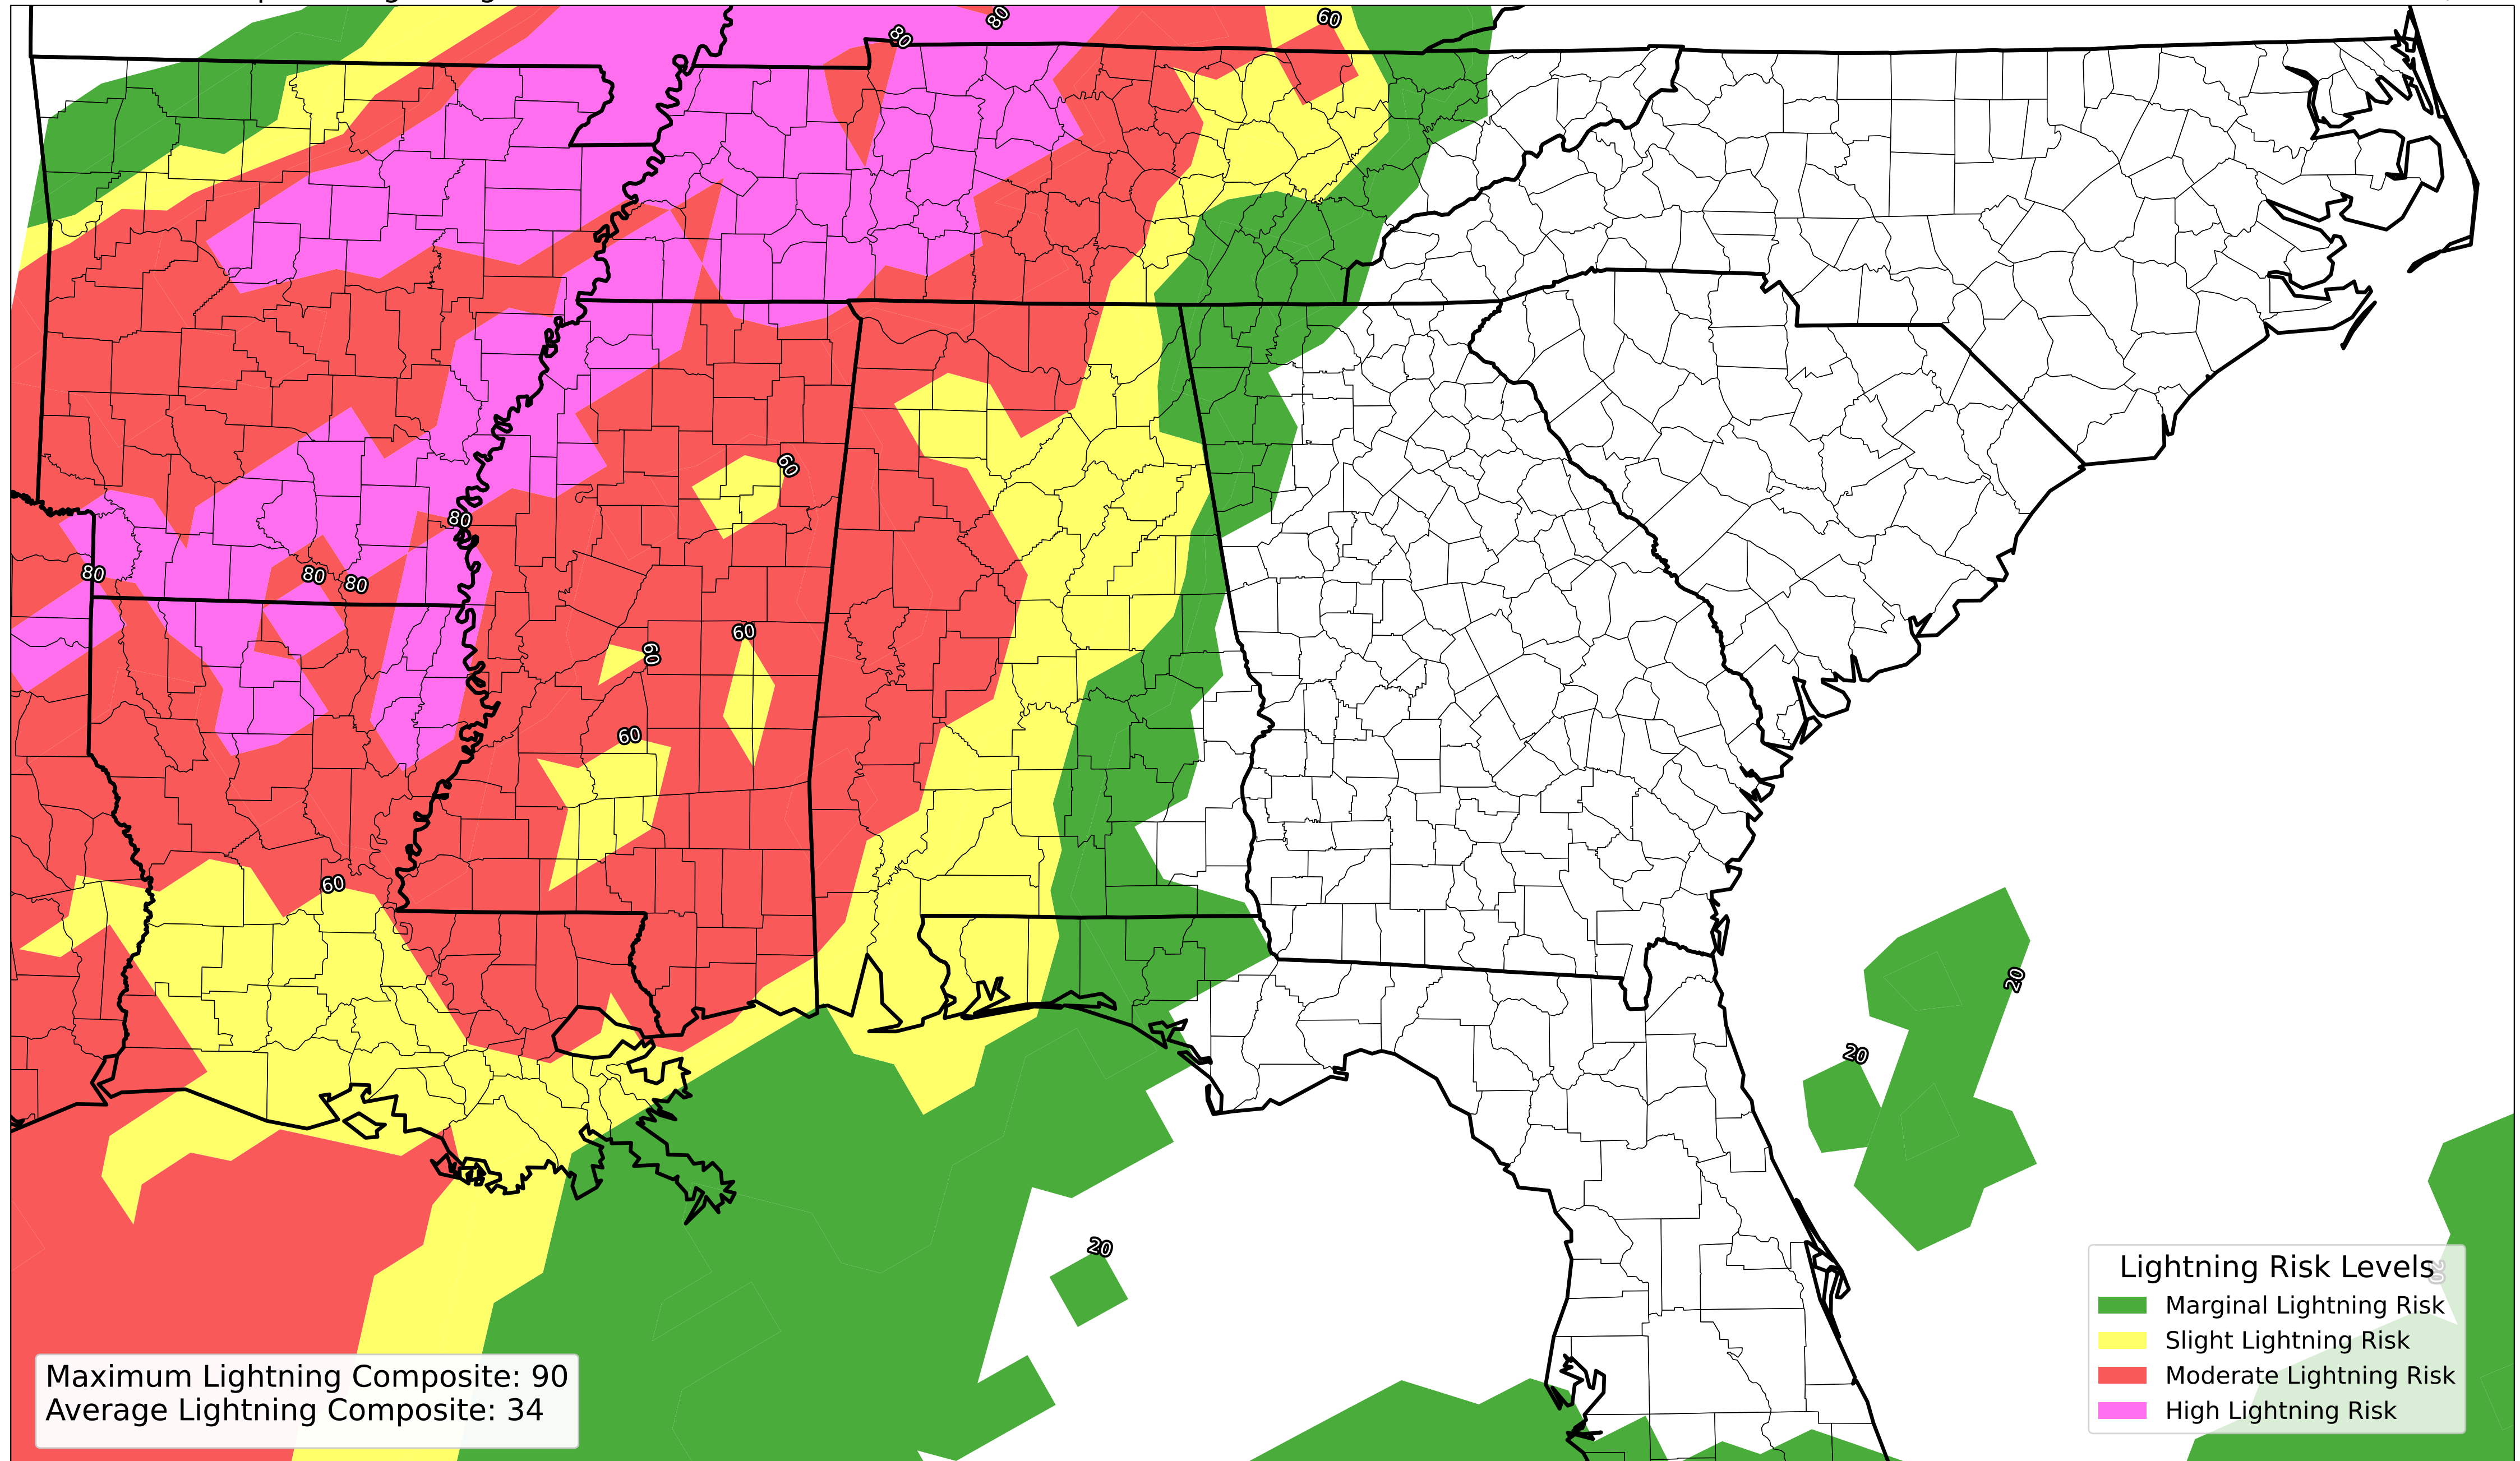 80
80
60
60
80
80
80
80
60
60
60
60
20
20
20
20
Lightning Risk Levels
Marginal Lightning Risk
Slight Lightning Risk
Moderate Lightning Risk
High Lightning Risk
Maximum Lightning Composite: 90
Average Lightning Composite: 34